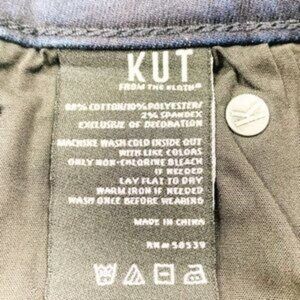 KUT
FROM THE KLOTH®
88% COTTON/10% POLYESTER/
2% SPANDEX
EXCLUSIVE OF DECORATION
MACHINE WASH COLD INSIDE OUT
WITH LIKE COLORS
ONLY NON-CHLORINE BLEACH
IF NEEDED
LAY FLAT TO DRY
WARM IRON IF NEEDED
WASH ONCE BEFORE WEARING
MADE IN CHINA
RN# 58539